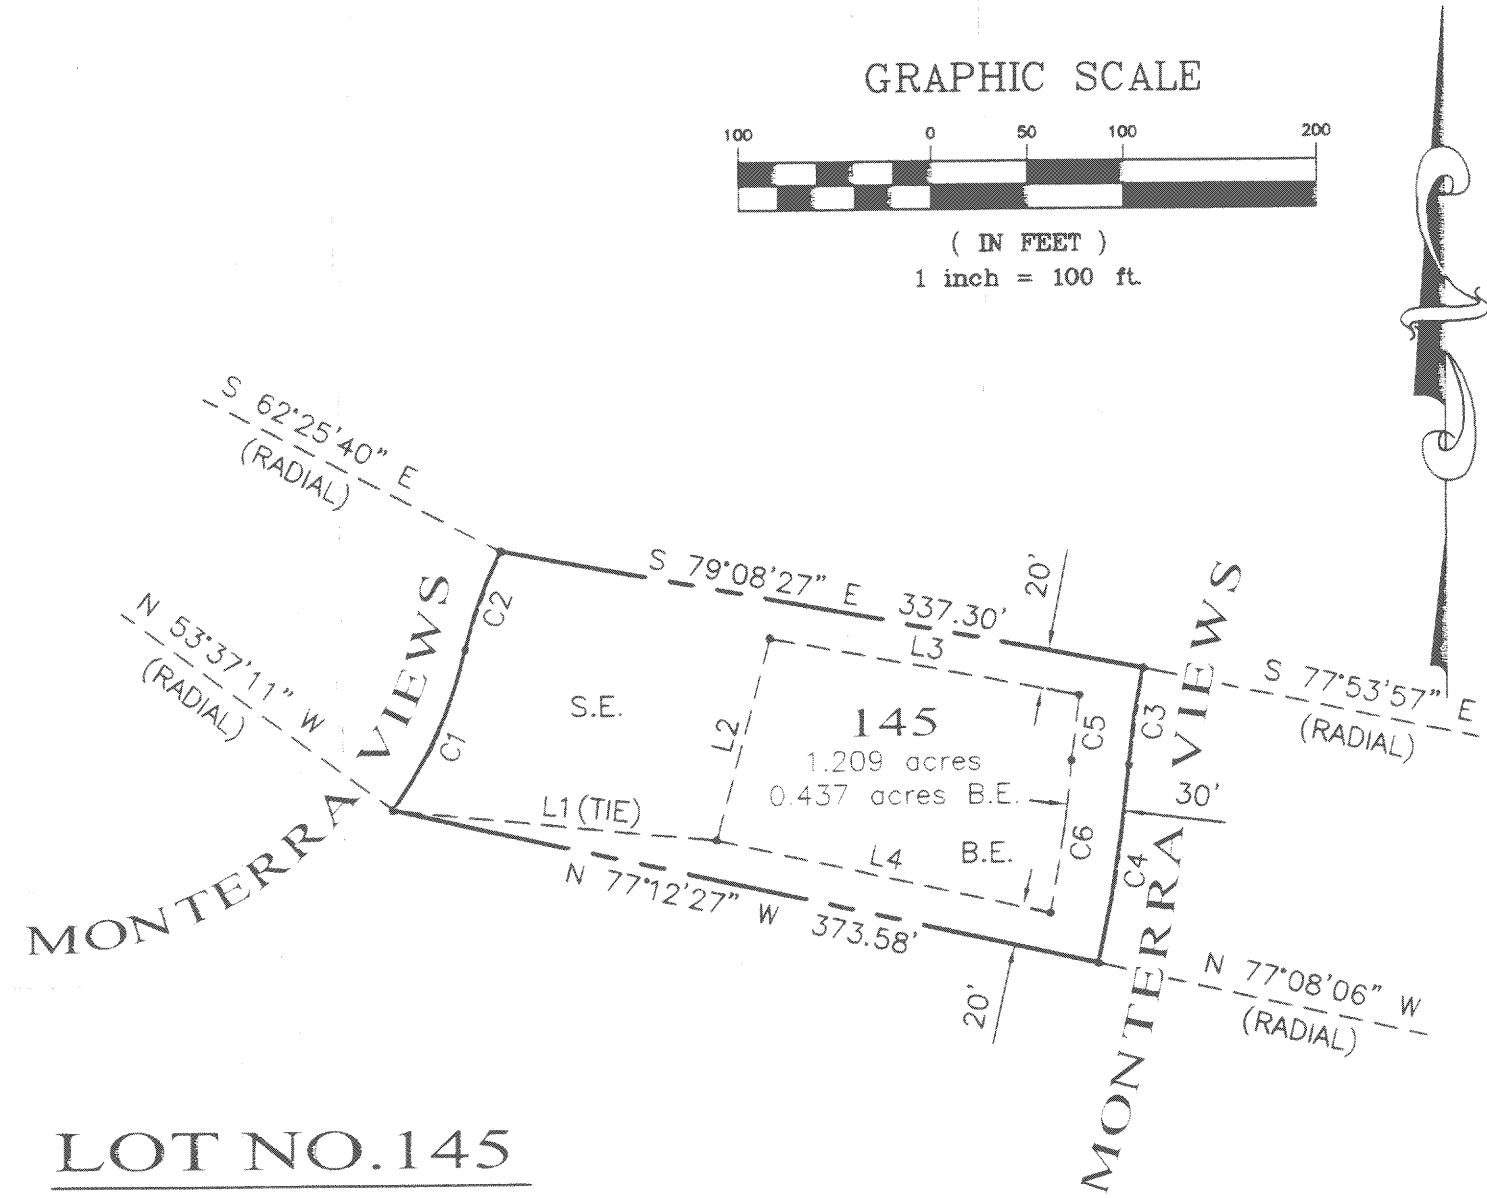 GRAPHIC SCALE
100 0 50 100 200
( IN FEET )
1 inch = 100 ft.
S 62°25'40" E
(RADIAL)
N 53°37'11" W
(RADIAL)
S 79°08'27" E 337.30'
20'
S 77°53'57" E
(RADIAL)
MONTERRA VIEWS
C2
C1
S.E.
L2
L3
145
1.209 acres
0.437 acres B.E.
B.E.
C5
C3
C6
C4
30'
L1 (TIE)
L4
N 77°12'27" W 373.58'
20'
MONTERRA VIEWS
N 77°08'06" W
(RADIAL)
LOT NO.145